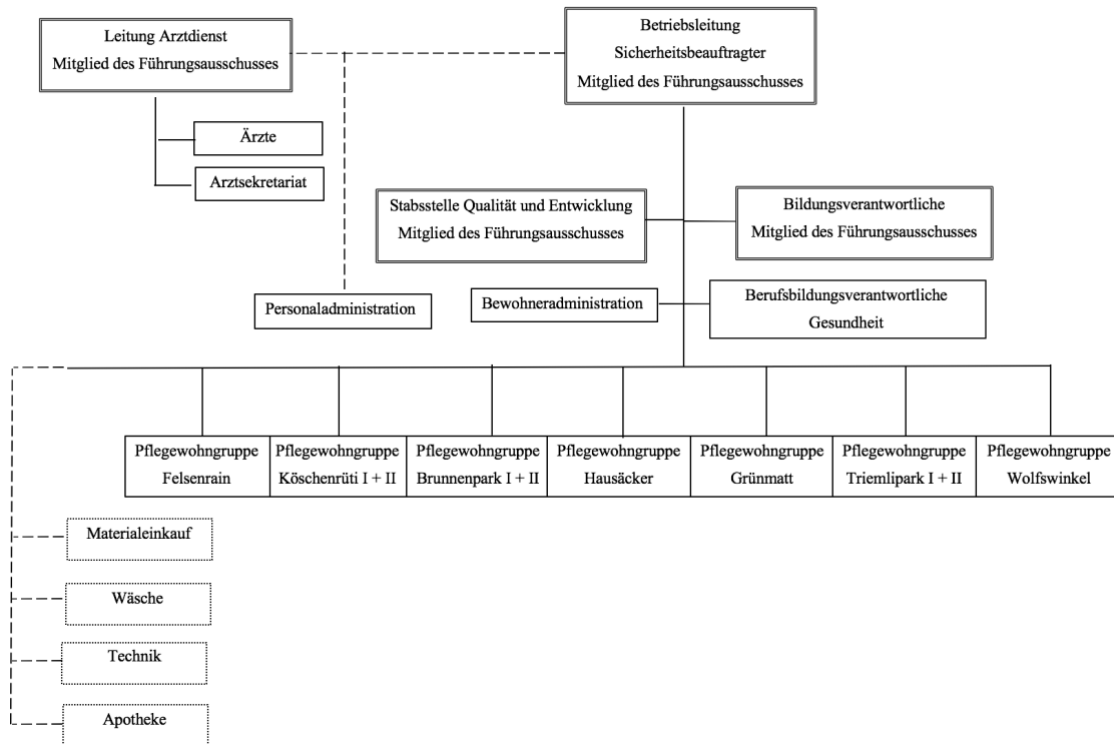 Leitung Arztdienst
Mitglied des Führungsausschusses
Betriebsleitung
Sicherheitsbeauftragter
Mitglied des Führungsausschusses
Ärzte
Arztsekretariat
Stabsstelle Qualität und Entwicklung
Mitglied des Führungsausschusses
Bildungsverantwortliche
Mitglied des Führungsausschusses
Personaladministration
Bewohneradministration
Berufsbildungsverantwortliche
Gesundheit
Pflegewohngruppe
Felsenrain
Pflegewohngruppe
Köschenrüti I + II
Pflegewohngruppe
Brunnenpark I + II
Pflegewohngruppe
Hausäcker
Pflegewohngruppe
Grünmatt
Pflegewohngruppe
Triemlipark I + II
Pflegewohngruppe
Wolfswinkel
Materialeinkauf
Wäsche
Technik
Apotheke